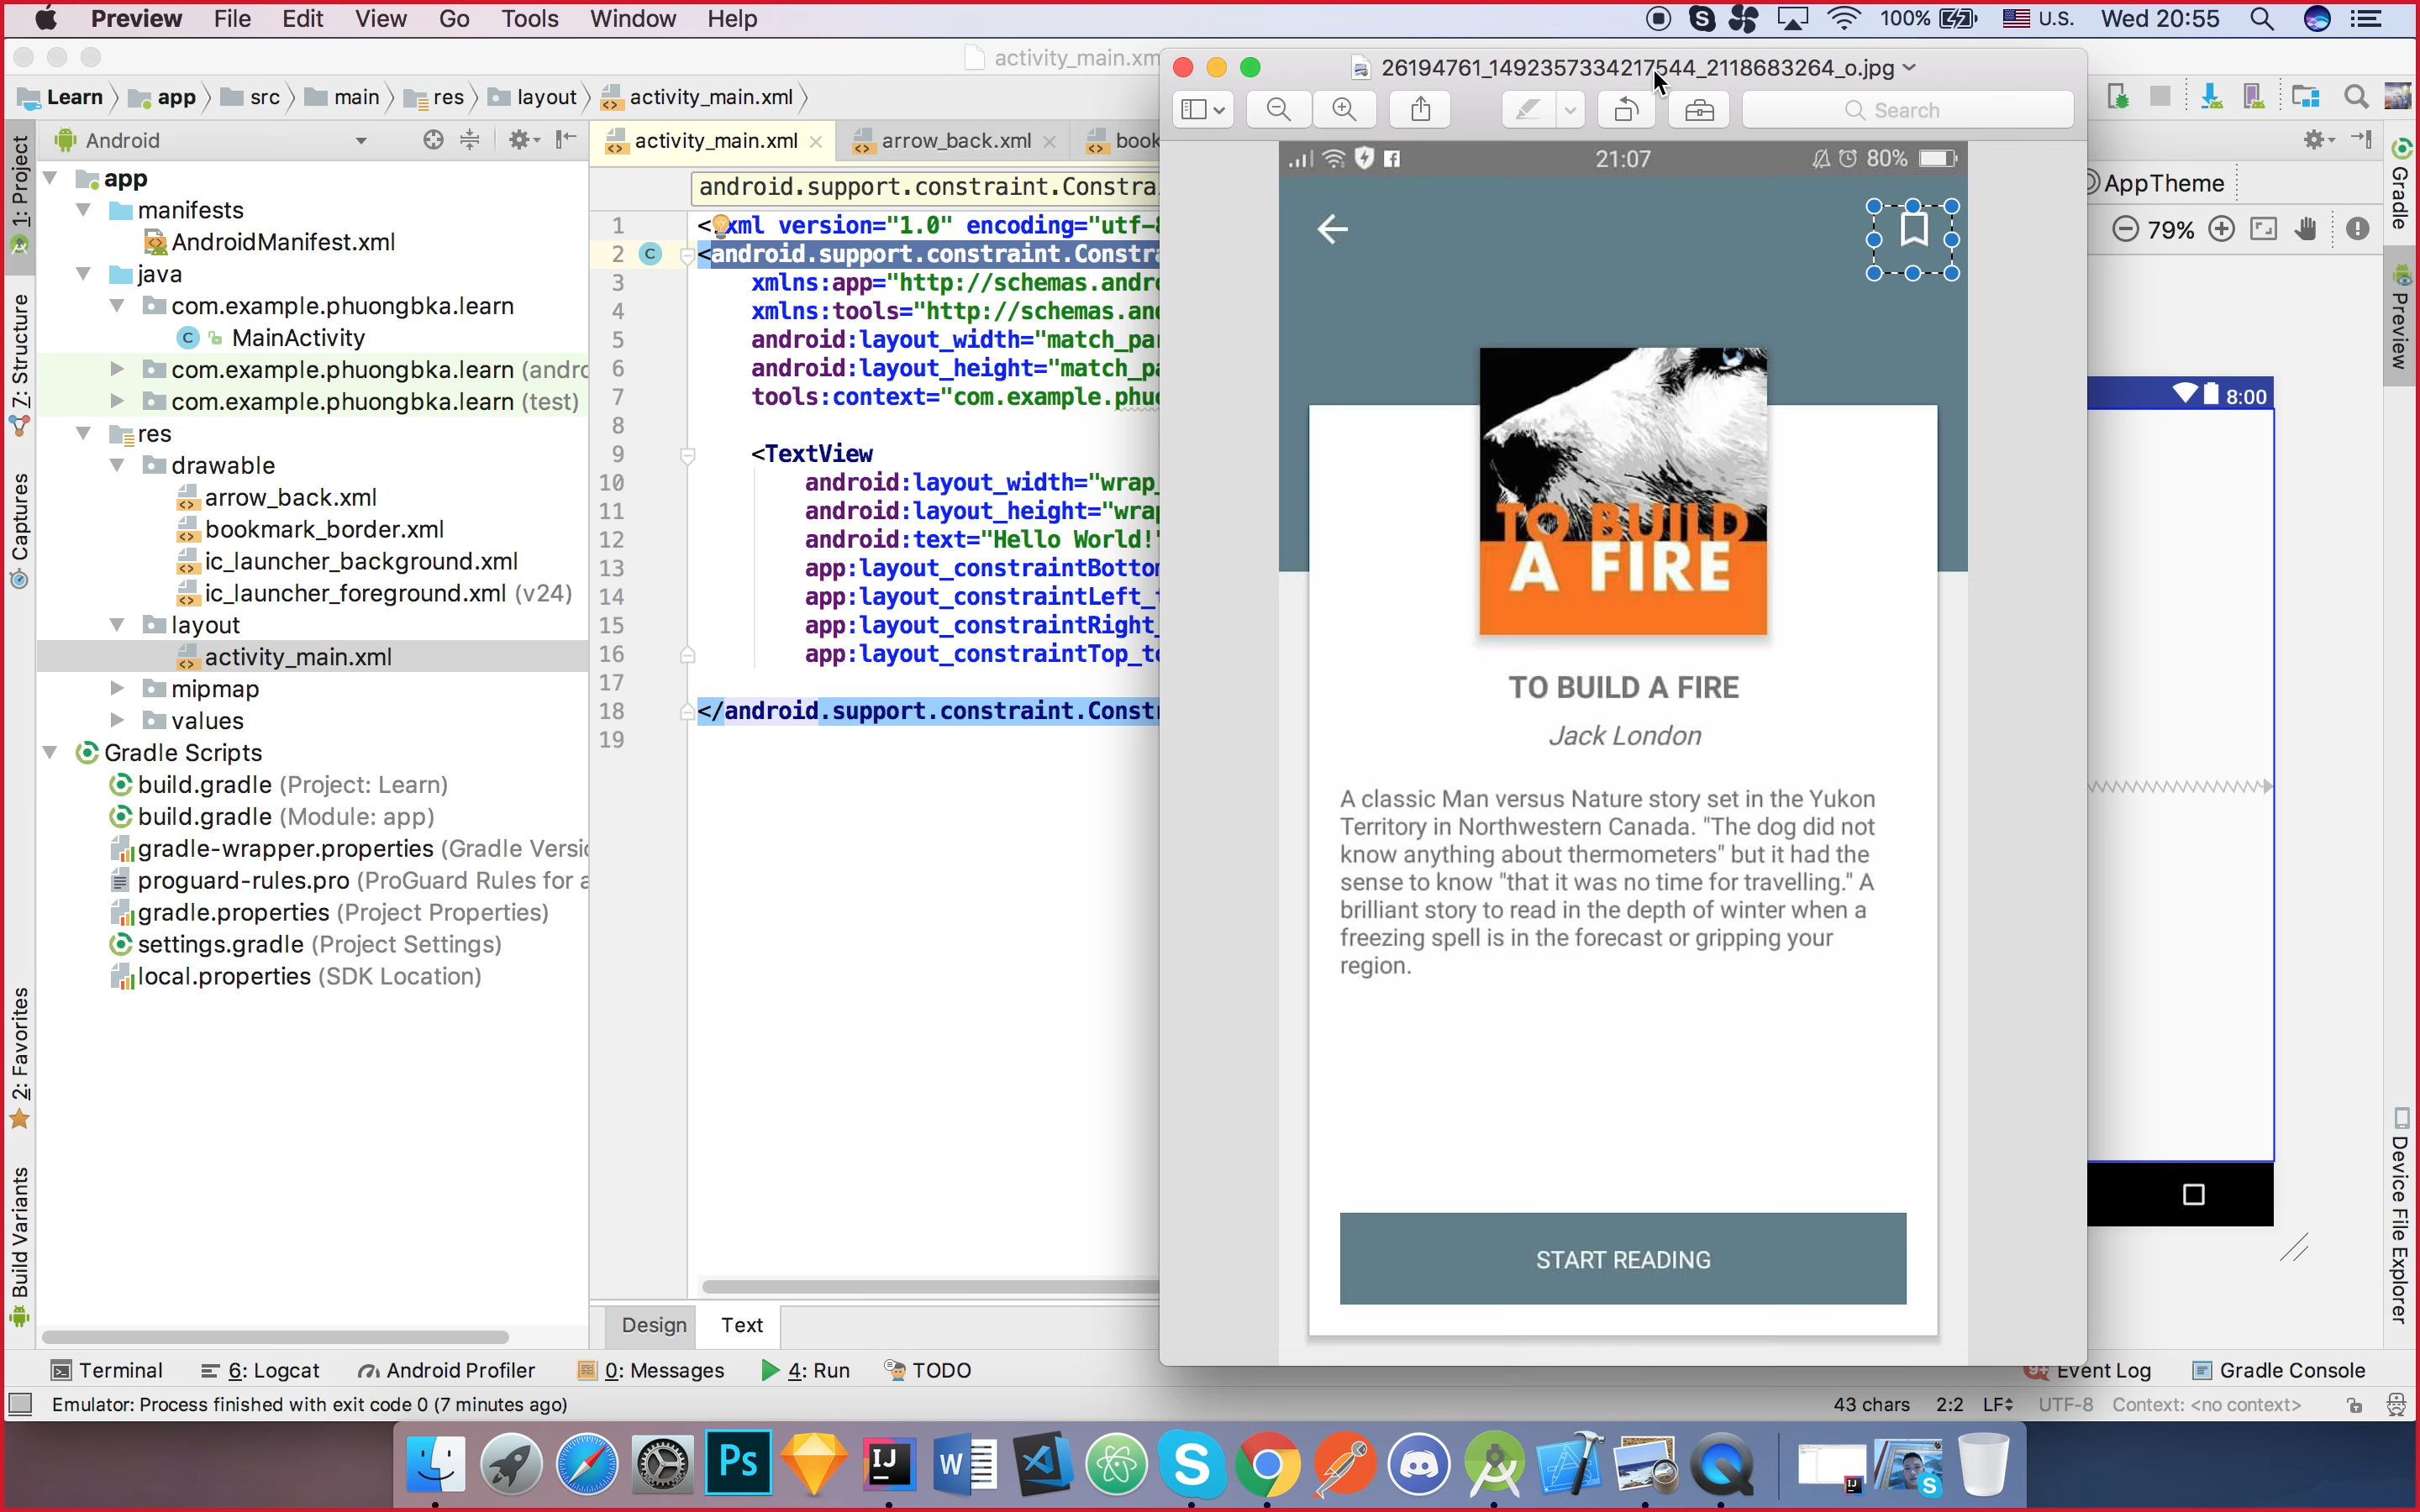 Preview File Edit View Go Tools Window Help 100% U.S. Wed 20:55
activity_main.xm
Learn app src main res layout activity_main.xml
26194761_1492357334217544_2118683264_o.jpg
Search
Android
activity_main.xml arrow_back.xml book
android.support.constraint.Constra
1: Project
7: Structure
Captures
2: Favorites
Build Variants
app
manifests
AndroidManifest.xml
java
com.example.phuongbka.learn
MainActivity
com.example.phuongbka.learn (andro
com.example.phuongbka.learn (test)
res
drawable
arrow_back.xml
bookmark_border.xml
ic_launcher_background.xml
ic_launcher_foreground.xml (v24)
layout
activity_main.xml
mipmap
values
Gradle Scripts
build.gradle (Project: Learn)
build.gradle (Module: app)
gradle-wrapper.properties (Gradle Versi
proguard-rules.pro (ProGuard Rules for a
gradle.properties (Project Properties)
settings.gradle (Project Settings)
local.properties (SDK Location)
1 <?xml version="1.0" encoding="utf-8
2 <android.support.constraint.Constra
3 xmlns:app="http://schemas.andro
4 xmlns:tools="http://schemas.and
5 android:layout_width="match_par
6 android:layout_height="match_pa
7 tools:context="com.example.phuo
8
9 <TextView
10 android:layout_width="wrap_
11 android:layout_height="wrap
12 android:text="Hello World!"
13 app:layout_constraintBottom
14 app:layout_constraintLeft_t
15 app:layout_constraintRight_
16 app:layout_constraintTop_to
17
18 </android.support.constraint.Constr
19
Design Text
21:07 80%
TO BUILD
A FIRE
TO BUILD A FIRE
Jack London
A classic Man versus Nature story set in the Yukon
Territory in Northwestern Canada. "The dog did not
know anything about thermometers" but it had the
sense to know "that it was no time for travelling." A
brilliant story to read in the depth of winter when a
freezing spell is in the forecast or gripping your
region.
START READING
AppTheme
79%
8:00
Gradle
Preview
Device File Explorer
Terminal 6: Logcat Android Profiler 0: Messages 4: Run TODO Event Log Gradle Console
Emulator: Process finished with exit code 0 (7 minutes ago) 43 chars 2:2 LF UTF-8 Context: <no context>
Ps IJ W S